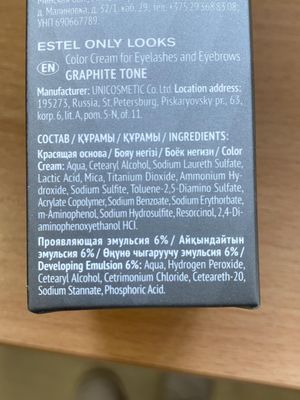 д. Малиновка, д. 32/1, каб. 29, тел. +375 29 368 83 08;
УНП 690667789.
ESTEL ONLY LOOKS
EN Color Cream for Eyelashes and Eyebrows
GRAPHITE TONE
Manufacturer: UNICOSMETIC Co. Ltd. Location address:
195273, Russia, St. Petersburg, Piskaryovsky pr., 63,
korp. 6, lit. A, pom. 5-N, comn. 11
СОСТАВ / ҚҰРАМЫ / КУРАМЫ / INGREDIENTS:
Красящая основа / Бояу негізі / Боёк негизи / Color
Cream: Aqua, Cetearyl Alcohol, Sodium Laureth Sulfate,
Lactic Acid, Mica, Titanium Dioxide, Ammonium Hy-
droxide, Sodium Sulfite, Toluene-2,5-Diamino Sulfate,
Acrylate Copolymer, Sodium Benzoate, Sodium Erythorbate,
m-Aminophenol, Sodium Hydrosulfite, Resorcinol, 2,4-Di-
aminophenoxyethanol HCl.
Проявляющая эмульсия 6% / Айқындайтын
эмульсия 6% / Өңүнө чыгаруучу эмульсия 6% /
Developing Emulsion 6%: Aqua, Hydrogen Peroxide,
Cetearyl Alcohol, Cetrimonium Chloride, Ceteareth-20,
Sodium Stannate, Phosphoric Acid.